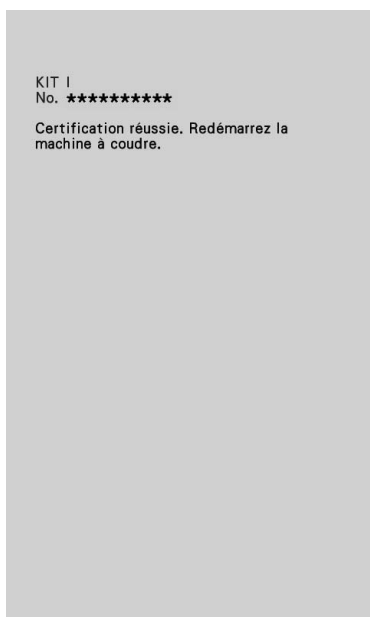 KIT I
No. **********
Certification réussie. Redémarrez la
machine à coudre.